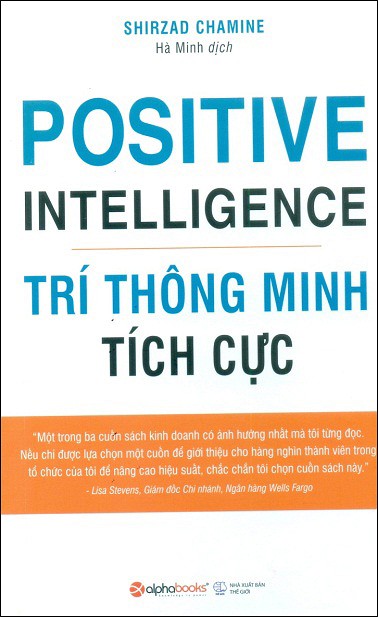 SHIRZAD CHAMINE
Hà Minh dịch
POSITIVE
INTELLIGENCE
TRÍ THÔNG MINH
TÍCH CỰC
"Một trong ba cuốn sách kinh doanh có ảnh hưởng nhất mà tôi từng đọc.
Nếu chỉ được lựa chọn một cuốn để giới thiệu cho hàng nghìn thành viên trong
tổ chức của tôi để nâng cao hiệu suất, chắc chắn tôi chọn cuốn sách này."
- Lisa Stevens, Giám đốc Chi nhánh, Ngân hàng Wells Fargo
alphabooks
knowledge is power
NHÀ XUẤT BẢN
THẾ GIỚI